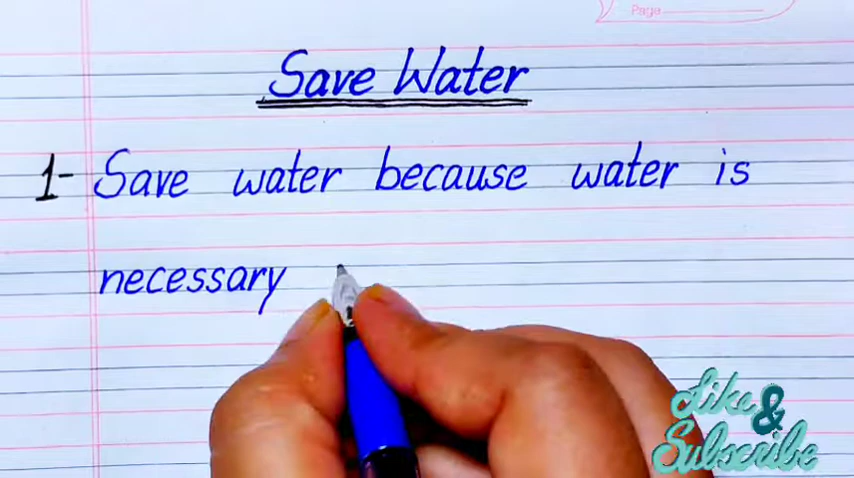 Page
Save Water
1- Save water because water is
necessary
Like
&
Subscribe